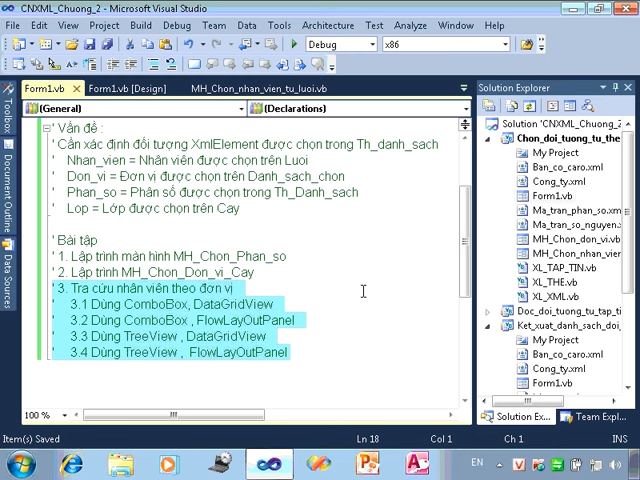 CNXML_Chuong_2 - Microsoft Visual Studio
File Edit View Project Build Debug Team Data Tools Architecture Test Analyze Window Help
Debug x86
Form1.vb Form1.vb [Design] MH_Chon_nhan_vien_tu_luoi.vb
(General) (Declarations)
' Vấn đề :
' Cần xác định đối tượng XmlElement được chọn trong Th_danh_sach
' Nhan_vien = Nhân viên được chọn trên Luoi
' Don_vi = Đơn vị được chọn trên Danh_sach_chon
' Phan_so = Phân số được chọn trong Th_Danh_sach
' Lop = Lớp được chọn trên Cay
' Bài tập
' 1. Lập trình màn hình MH_Chon_Phan_so
' 2. Lập trình MH_Chon_Don_vi_Cay
' 3. Tra cứu nhân viên theo đơn vị
' 3.1 Dùng ComboBox, DataGridView
' 3.2 Dùng ComboBox , FlowLayOutPanel
' 3.3 Dùng TreeView , DataGridView
' 3.4 Dùng TreeView , FlowLayOutPanel
100 %
Toolbox
Document Outline
Data Sources
Solution Explorer
Solution 'CNXML_Chuong_2'
Chon_doi_tuong_tu_the
My Project
Ban_co_caro.xml
Cong_ty.xml
Form1.vb
Ma_tran_phan_so.xm
Ma_tran_so_nguyen.
MH_Chon_don_vi.vb
MH_Chon_nhan_vien
XL_TAP_TIN.vb
XL_THE.vb
XL_XML.vb
Doc_doi_tuong_tu_tap_ti
Ket_xuat_danh_sach_doi_
My Project
Ban_co_caro.xml
Cong_ty.xml
Form1.vb
Solution Ex... Team Expl...
Item(s) Saved Ln 18 Col 1 Ch 1 INS
EN